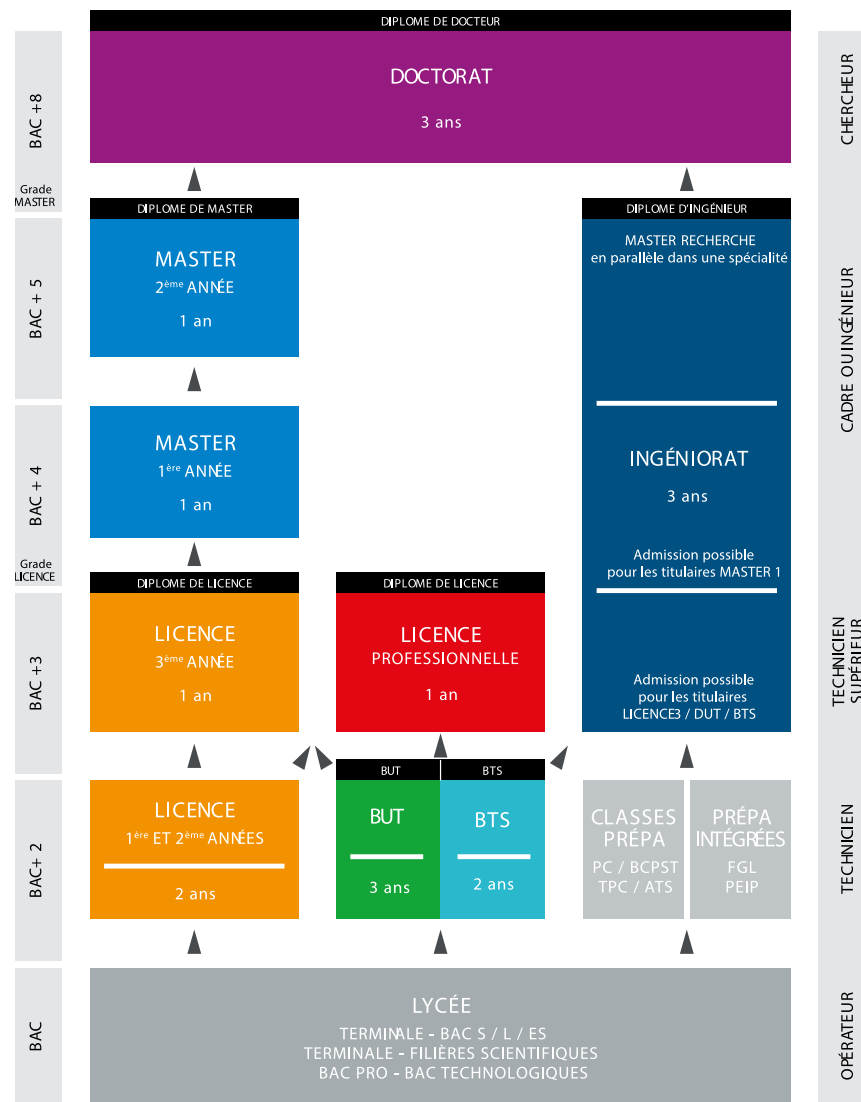 DIPLOME DE DOCTEUR
DOCTORAT
3 ans
BAC +8
CHERCHEUR
Grade
MASTER
DIPLOME DE MASTER
DIPLOME D'INGÉNIEUR
MASTER
2ème ANNÉE
1 an
MASTER RECHERCHE
en parallèle dans une spécialité
BAC + 5
CADRE OU INGÉNIEUR
MASTER
1ère ANNÉE
1 an
INGÉNIORAT
3 ans
Admission possible
pour les titulaires MASTER 1
BAC + 4
Grade
LICENCE
DIPLOME DE LICENCE
DIPLOME DE LICENCE
LICENCE
3ème ANNÉE
1 an
LICENCE
PROFESSIONNELLE
1 an
Admission possible
pour les titulaires
LICENCE3 / DUT / BTS
BAC +3
TECHNICIEN
SUPÉRIEUR
BUT
BTS
LICENCE
1ère ET 2ème ANNÉES
2 ans
BUT
3 ans
BTS
2 ans
CLASSES
PRÉPA
PC / BCPST
TPC / ATS
PRÉPA
INTÉGRÉES
FGL
PEIP
BAC+ 2
TECHNICIEN
LYCÉE
TERMINALE - BAC S / L / ES
TERMINALE - FILIÈRES SCIENTIFIQUES
BAC PRO - BAC TECHNOLOGIQUES
BAC
OPÉRATEUR